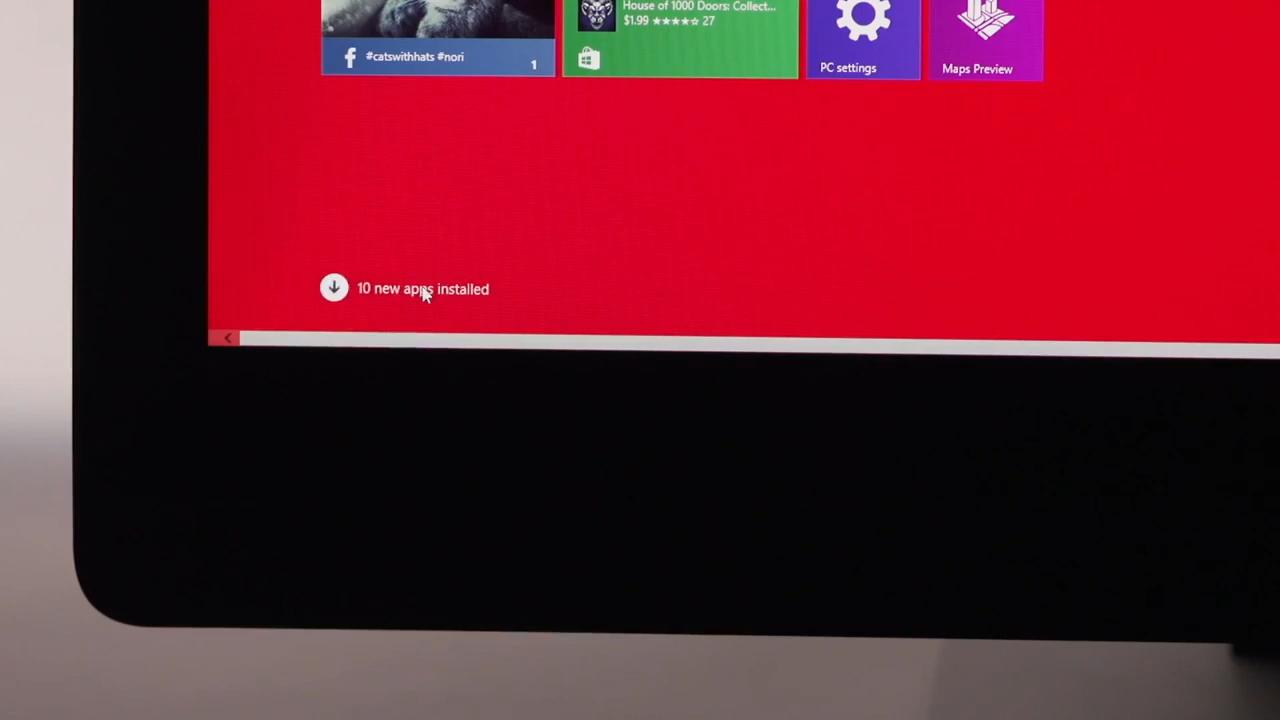 House of 1000 Doors: Collect...
$1.99 ★★★★☆ 27
#catswithhats #nori
1
PC settings
Maps Preview
10 new apps installed